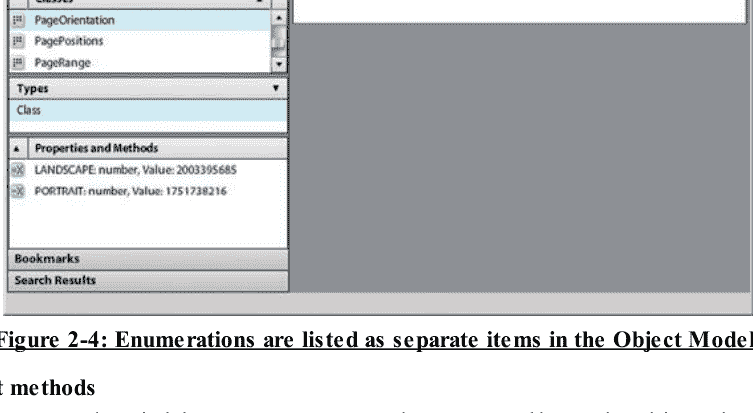 Classes
PageOrientation
PagePositions
PageRange
Types
Class
Properties and Methods
LANDSCAPE: number, Value: 2003395685
PORTRAIT: number, Value: 1751738216
Bookmarks
Search Results
Figure 2-4: Enumerations are listed as separate items in the Object Model
t methods